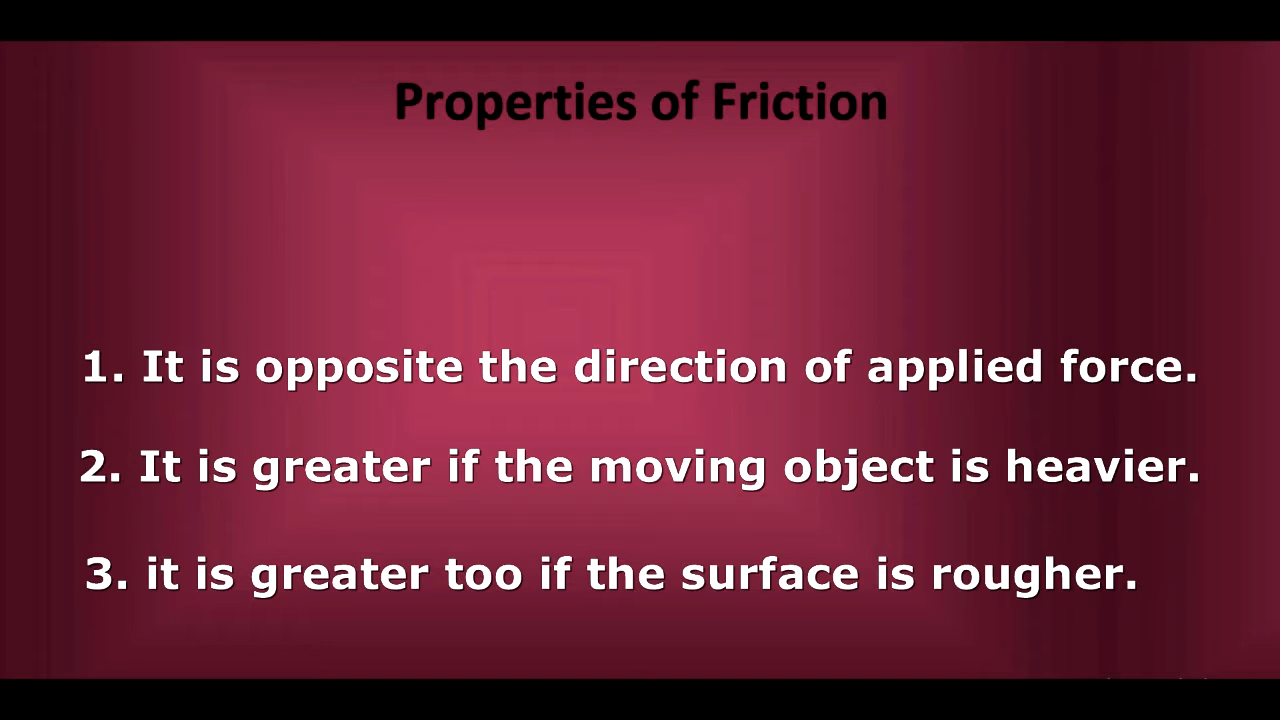 Properties of Friction
1. It is opposite the direction of applied force.
2. It is greater if the moving object is heavier.
3. it is greater too if the surface is rougher.